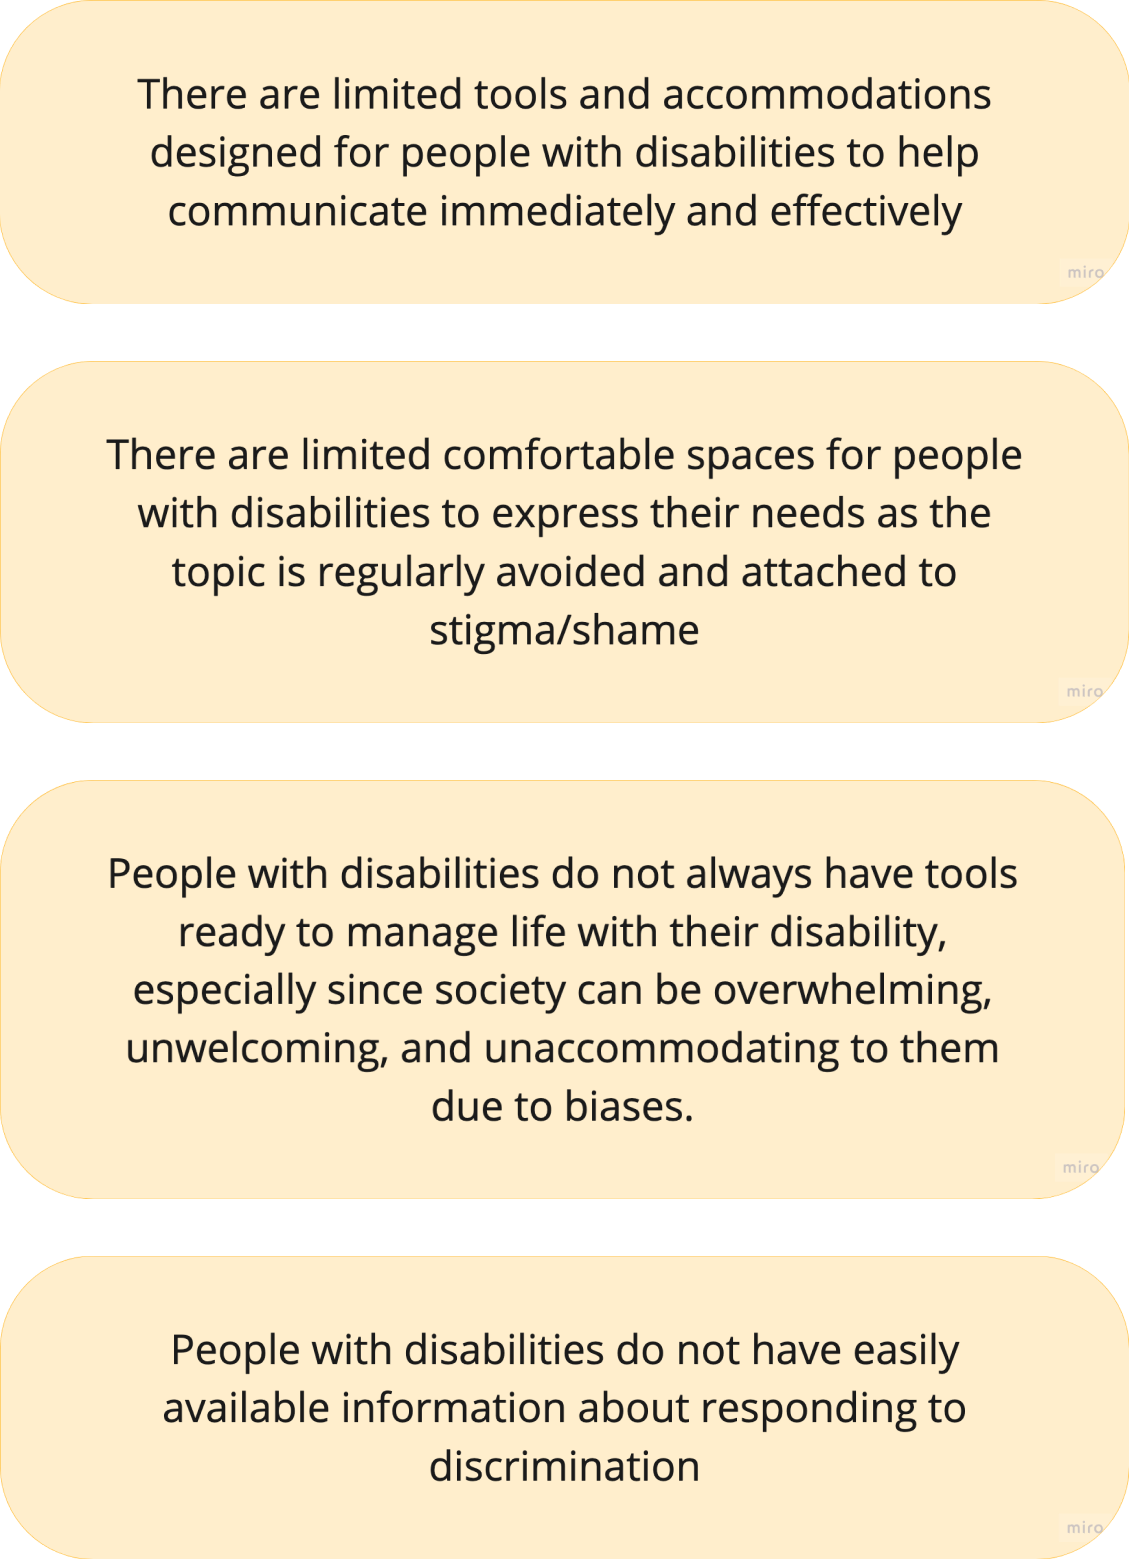 There are limited tools and accommodations
designed for people with disabilities to help
communicate immediately and effectively
miro
There are limited comfortable spaces for people
with disabilities to express their needs as the
topic is regularly avoided and attached to
stigma/shame
miro
People with disabilities do not always have tools
ready to manage life with their disability,
especially since society can be overwhelming,
unwelcoming, and unaccommodating to them
due to biases.
miro
People with disabilities do not have easily
available information about responding to
discrimination
miro